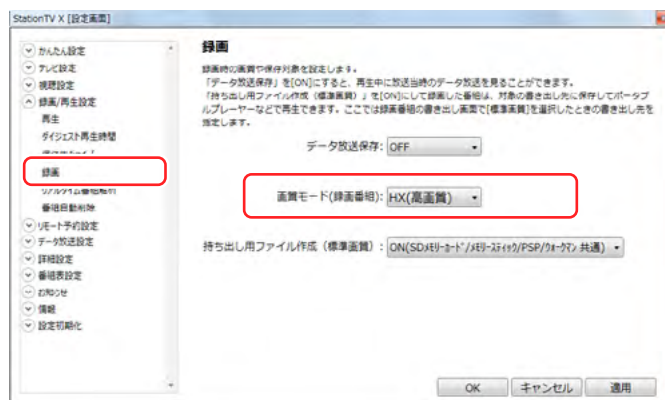 StationTV X [設定画面]
かんたん設定
テレビ設定
視聴設定
録画/再生設定
再生
ダイジェスト再生時間
録画
リアルタイム番組解析
番組自動削除
リモート予約設定
データ放送設定
詳細設定
番組表設定
お知らせ
情報
設定初期化
録画
録画時の画質や保存対象を設定します。
「データ放送保存」を[ON]にすると、再生中に放送当時のデータ放送を見ることができます。
「持ち出し用ファイル作成（標準画質）」を[ON]にして録画した番組は、対象の書き出し先に保存してポータブ
ルプレーヤーなどで再生できます。ここでは録画番組の書き出し画面で[標準画質]を選択したときの書き出し先を
指定します。
データ放送保存: OFF
画質モード(録画番組): HX(高画質)
持ち出し用ファイル作成（標準画質）: ON(SDメモリーカード/メモリースティック/PSP/ウォークマン 共通)
OK キャンセル 適用